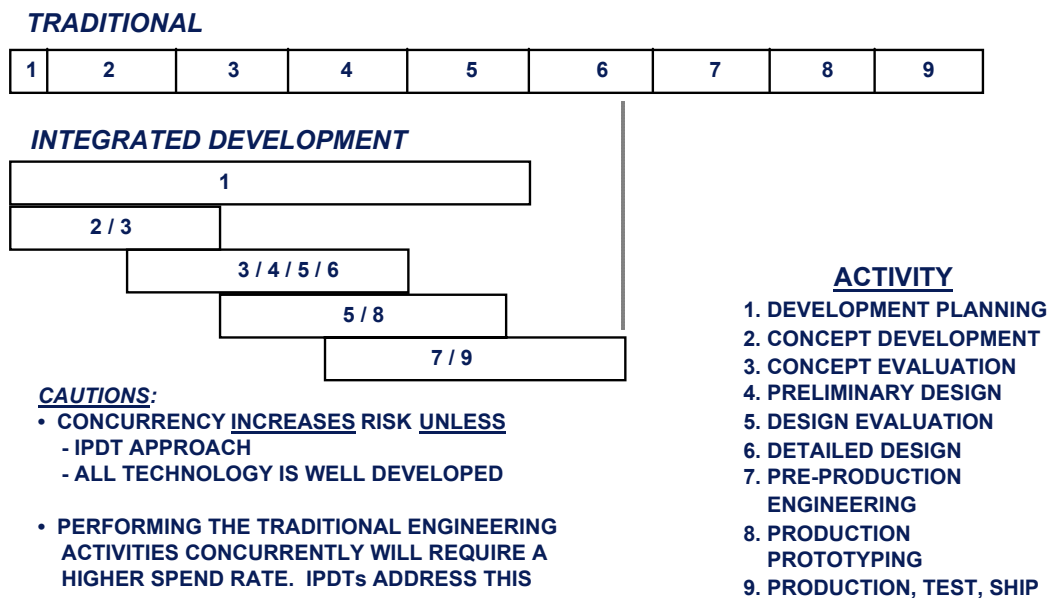 TRADITIONAL
1 2 3 4 5 6 7 8 9
INTEGRATED DEVELOPMENT
1
2 / 3
3 / 4 / 5 / 6
5 / 8
7 / 9
CAUTIONS:
• CONCURRENCY INCREASES RISK UNLESS
- IPDT APPROACH
- ALL TECHNOLOGY IS WELL DEVELOPED
• PERFORMING THE TRADITIONAL ENGINEERING
ACTIVITIES CONCURRENTLY WILL REQUIRE A
HIGHER SPEND RATE. IPDTs ADDRESS THIS
ACTIVITY
1. DEVELOPMENT PLANNING
2. CONCEPT DEVELOPMENT
3. CONCEPT EVALUATION
4. PRELIMINARY DESIGN
5. DESIGN EVALUATION
6. DETAILED DESIGN
7. PRE-PRODUCTION
ENGINEERING
8. PRODUCTION
PROTOTYPING
9. PRODUCTION, TEST, SHIP